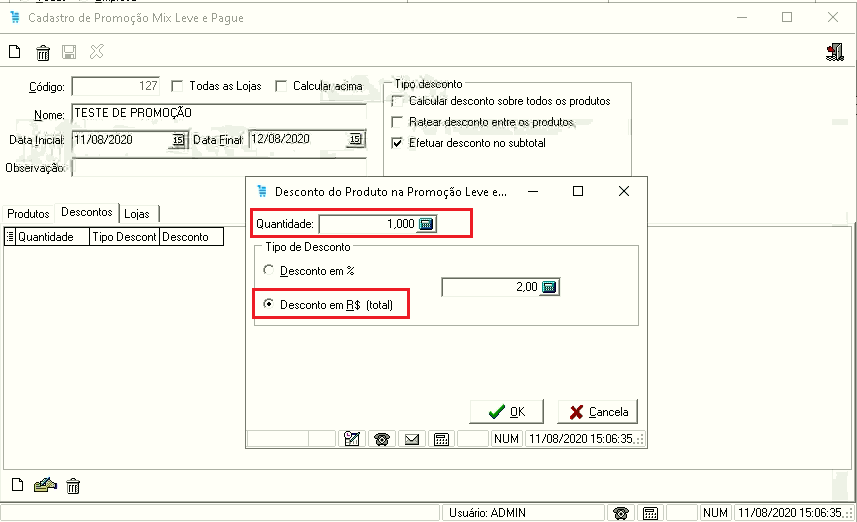 Cadastro de Promoção Mix Leve e Pague
Código: 127 Todas as Lojas Calcular acima
Nome: TESTE DE PROMOÇÃO
Data Inicial: 11/08/2020 15 Data Final: 12/08/2020 15
Observação:
Tipo desconto
Calcular desconto sobre todos os produtos
Ratear desconto entre os produtos.
Efetuar desconto no subtotal
Produtos Descontos Lojas
Quantidade Tipo Descont Desconto
Desconto do Produto na Promoção Leve e...
Quantidade: 1,000
Tipo de Desconto
Desconto em %
2,00
Desconto em R$ (total)
OK Cancela
NUM 11/08/2020 15:06:35
Usuário: ADMIN NUM 11/08/2020 15:06:35